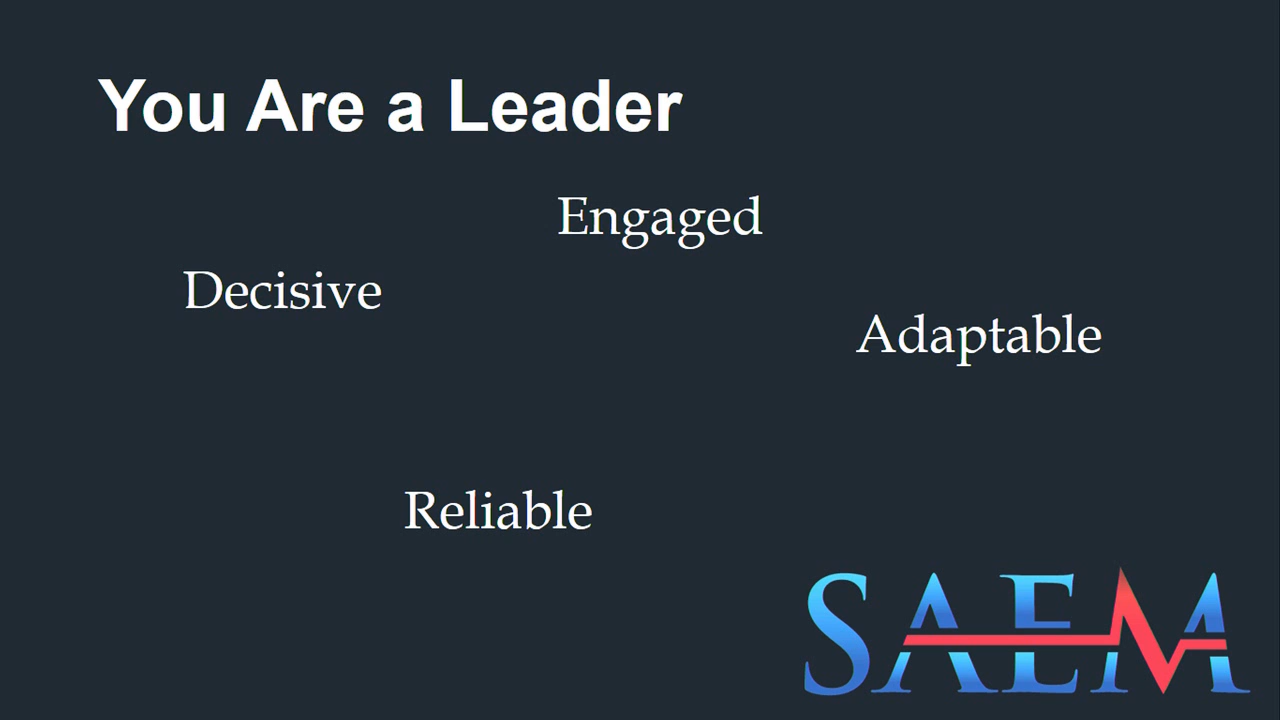 You Are a Leader
Engaged
Decisive
Adaptable
Reliable
SAEM